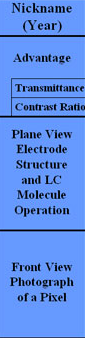 Nickname
(Year)
Advantage
Transmittance
Contrast Ratio
Plane View
Electrode
Structure
and LC
Molecule
Operation
Front View
Photograph
of a Pixel